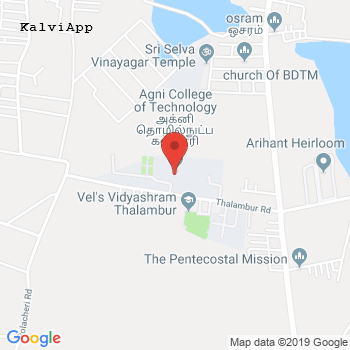 KalviApp
osram
ஒசரம்
Sri Selva
Vinayagar Temple
church Of BDTM
Agni College
of Technology
அக்னி
தொழில்நுட்ப
கல்லூரி
Arihant Heirloom
Vel's Vidyashram
Thalambur
Thalambur Rd
The Pentecostal Mission
olacheri Rd
Google
Map data ©2019 Google